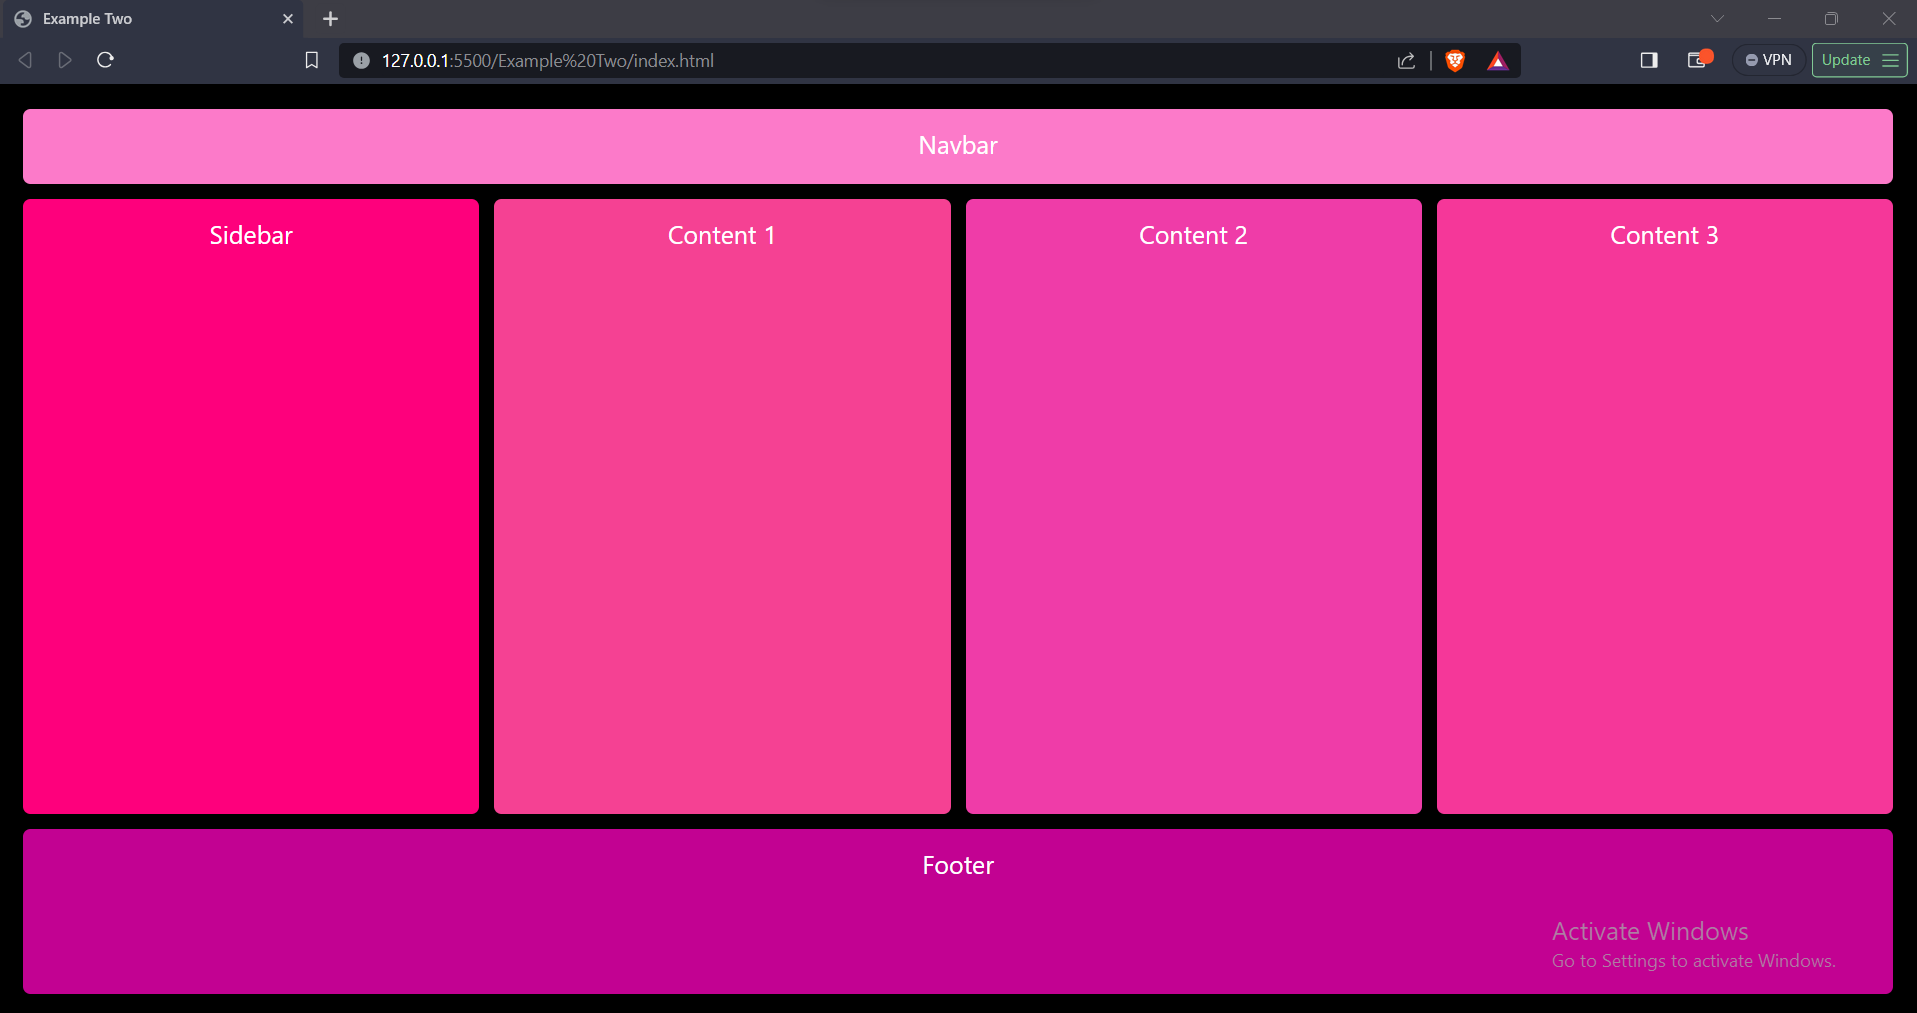 Example Two
127.0.0.1:5500/Example%20Two/index.html
VPN
Update
Navbar
Sidebar
Content 1
Content 2
Content 3
Footer
Activate Windows
Go to Settings to activate Windows.